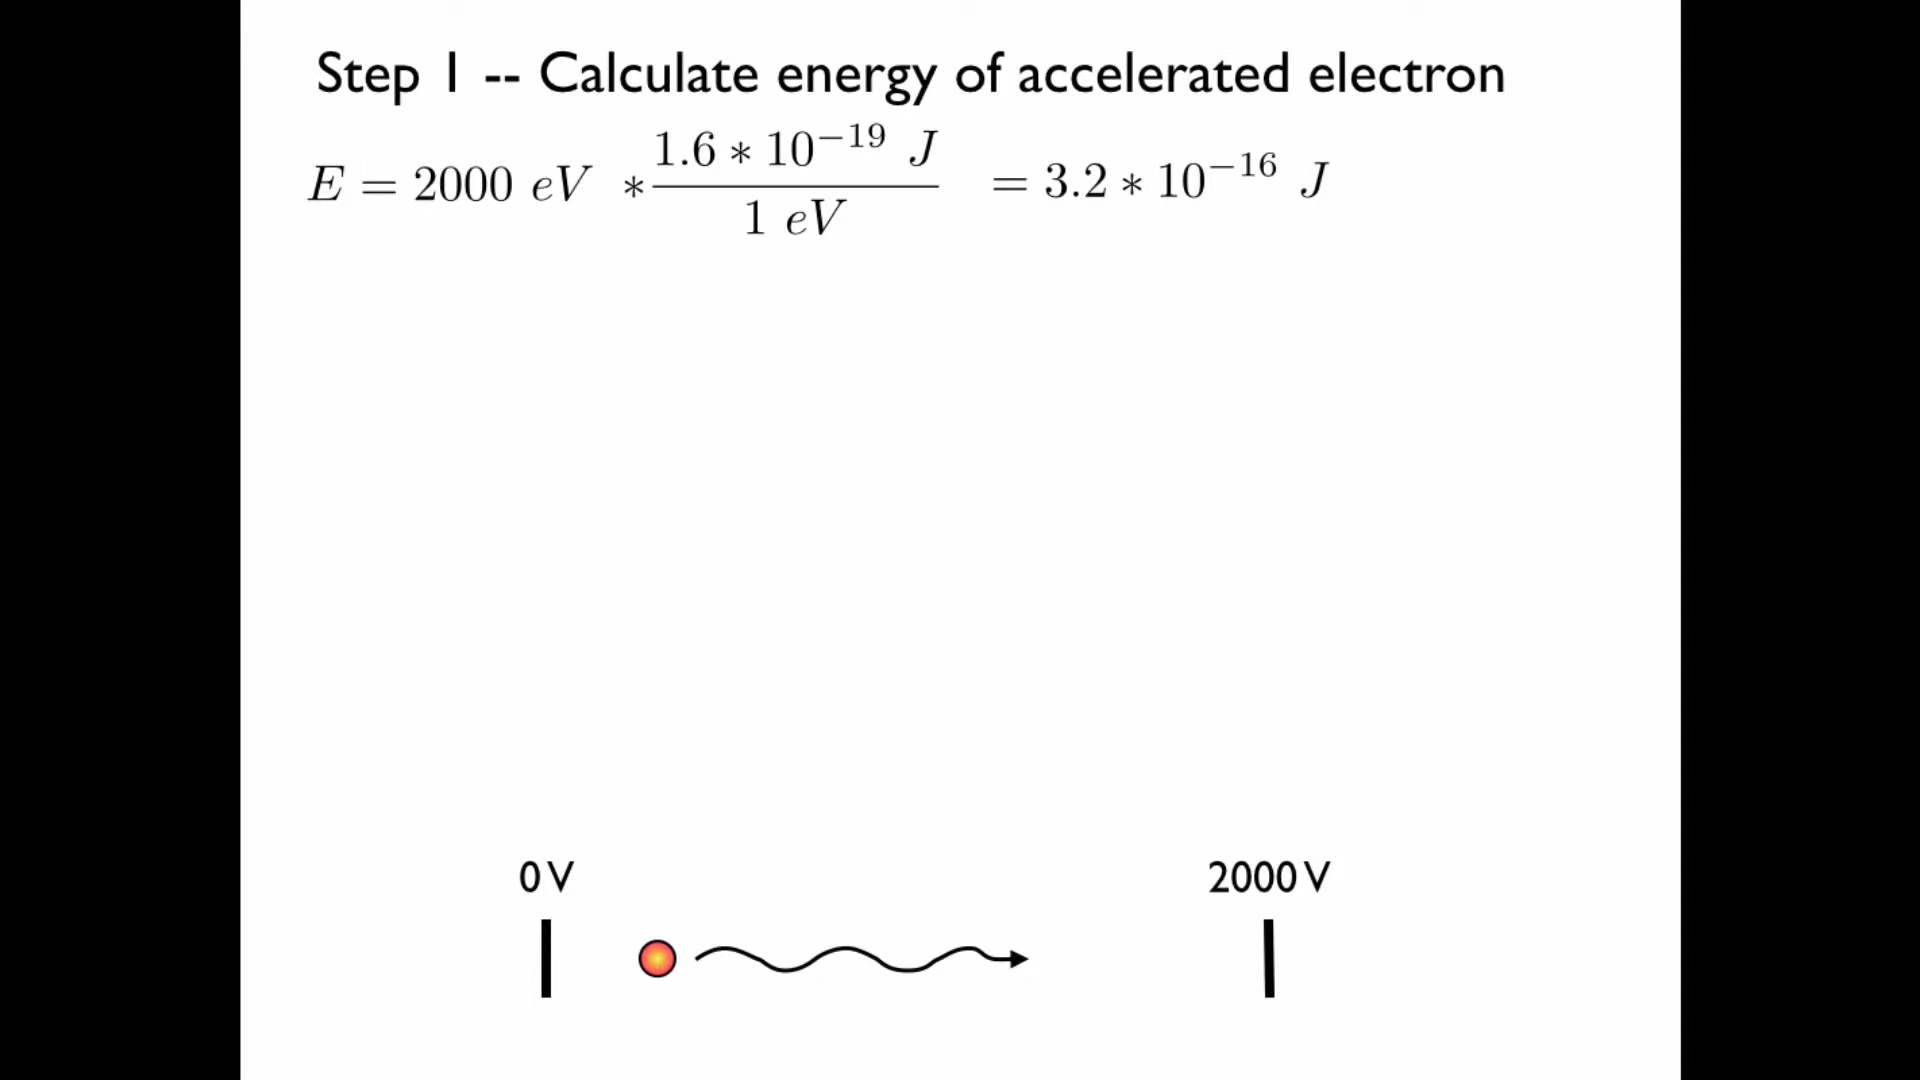 Step 1 -- Calculate energy of accelerated electron
E = 2000 eV * \frac{1.6 * 10^{-19} J}{1 eV} = 3.2 * 10^{-16} J
0 V 2000 V